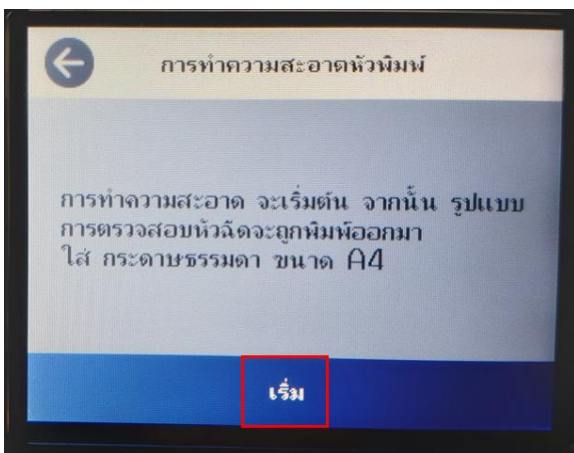 การทำความสะอาดหัวพิมพ์
การทำความสะอาด จะเริ่มต้น จากนั้น รูปแบบ
การตรวจสอบหัวฉีดจะถูกพิมพ์ออกมา
ใส่ กระดาษธรรมดา ขนาด A4
เริ่ม